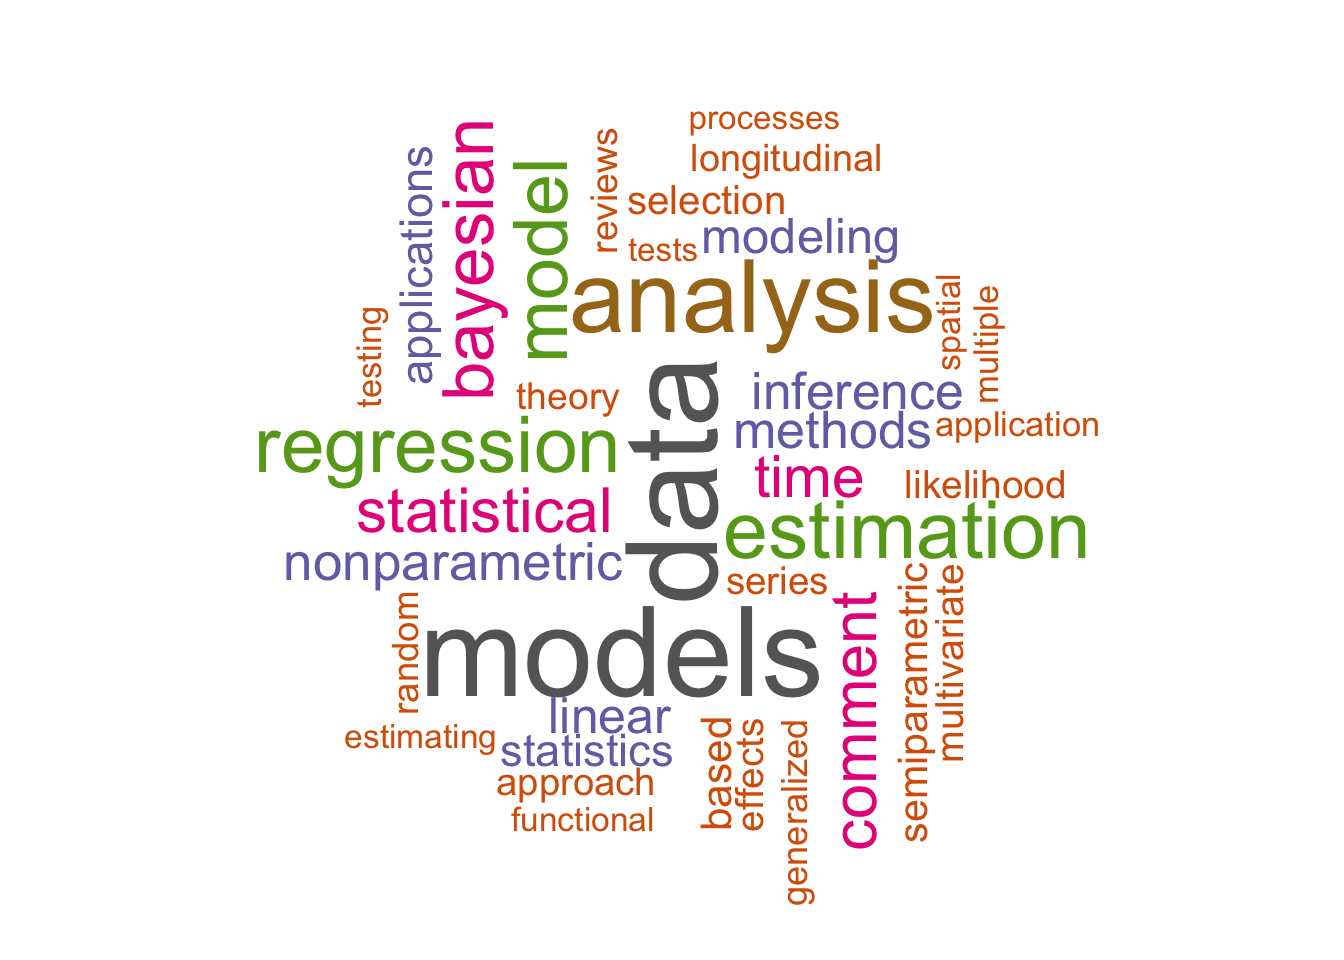 processes
longitudinal
selection
reviews
tests
modeling
applications
bayesian
model
analysis
testing
spatial
multiple
theory
data
inference
methods
application
regression
time
likelihood
statistical
estimation
nonparametric
series
random
models
comment
semiparametric
multivariate
linear
estimating
statistics
approach
functional
based
effects
generalized